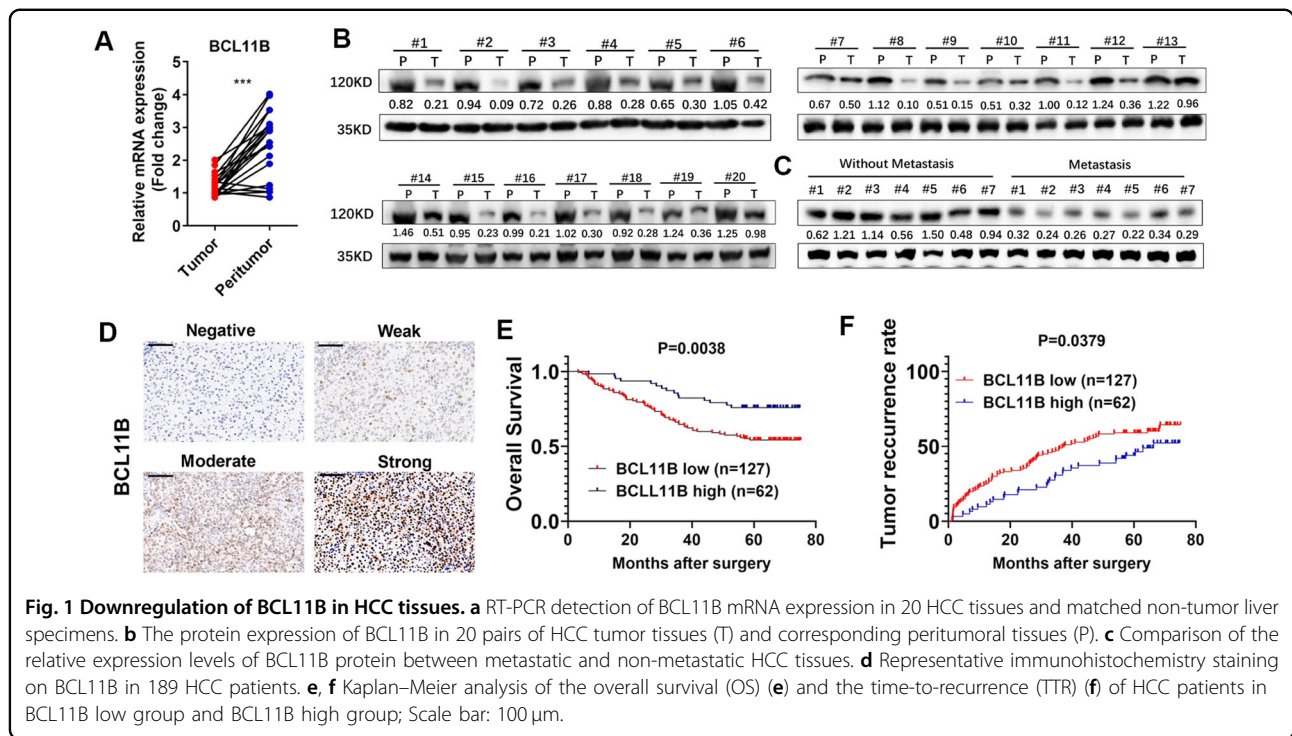 A
BCL11B
***
Relative mRNA expression
(Fold change)
5
4
3
2
1
0
Tumor
Peritumor
B
#1 #2 #3 #4 #5 #6
P T P T P T P T P T P T
120KD
0.82 0.21 0.94 0.09 0.72 0.26 0.88 0.28 0.65 0.30 1.05 0.42
35KD
#7 #8 #9 #10 #11 #12 #13
P T P T P T P T P T P T P T
0.67 0.50 1.12 0.10 0.51 0.15 0.51 0.32 1.00 0.12 1.24 0.36 1.22 0.96
#14 #15 #16 #17 #18 #19 #20
P T P T P T P T P T P T P T
120KD
1.46 0.51 0.95 0.23 0.99 0.21 1.02 0.30 0.92 0.28 1.24 0.36 1.25 0.98
35KD
C
Without Metastasis Metastasis
#1 #2 #3 #4 #5 #6 #7 #1 #2 #3 #4 #5 #6 #7
0.62 1.21 1.14 0.56 1.50 0.48 0.94 0.32 0.24 0.26 0.27 0.22 0.34 0.29
D
BCL11B
Negative Weak
Moderate Strong
E
P=0.0038
Overall Survival
1.0
0.5
0.0
BCL11B low (n=127)
BCLL11B high (n=62)
0 20 40 60 80
Months after surgery
F
P=0.0379
Tumor reccurrence rate
100
50
0
BCL11B low (n=127)
BCL11B high (n=62)
0 20 40 60 80
Months after surgery
Fig. 1 Downregulation of BCL11B in HCC tissues. a RT-PCR detection of BCL11B mRNA expression in 20 HCC tissues and matched non-tumor liver
specimens. b The protein expression of BCL11B in 20 pairs of HCC tumor tissues (T) and corresponding peritumoral tissues (P). c Comparison of the
relative expression levels of BCL11B protein between metastatic and non-metastatic HCC tissues. d Representative immunohistochemistry staining
on BCL11B in 189 HCC patients. e, f Kaplan–Meier analysis of the overall survival (OS) (e) and the time-to-recurrence (TTR) (f) of HCC patients in
BCL11B low group and BCL11B high group; Scale bar: 100 μm.